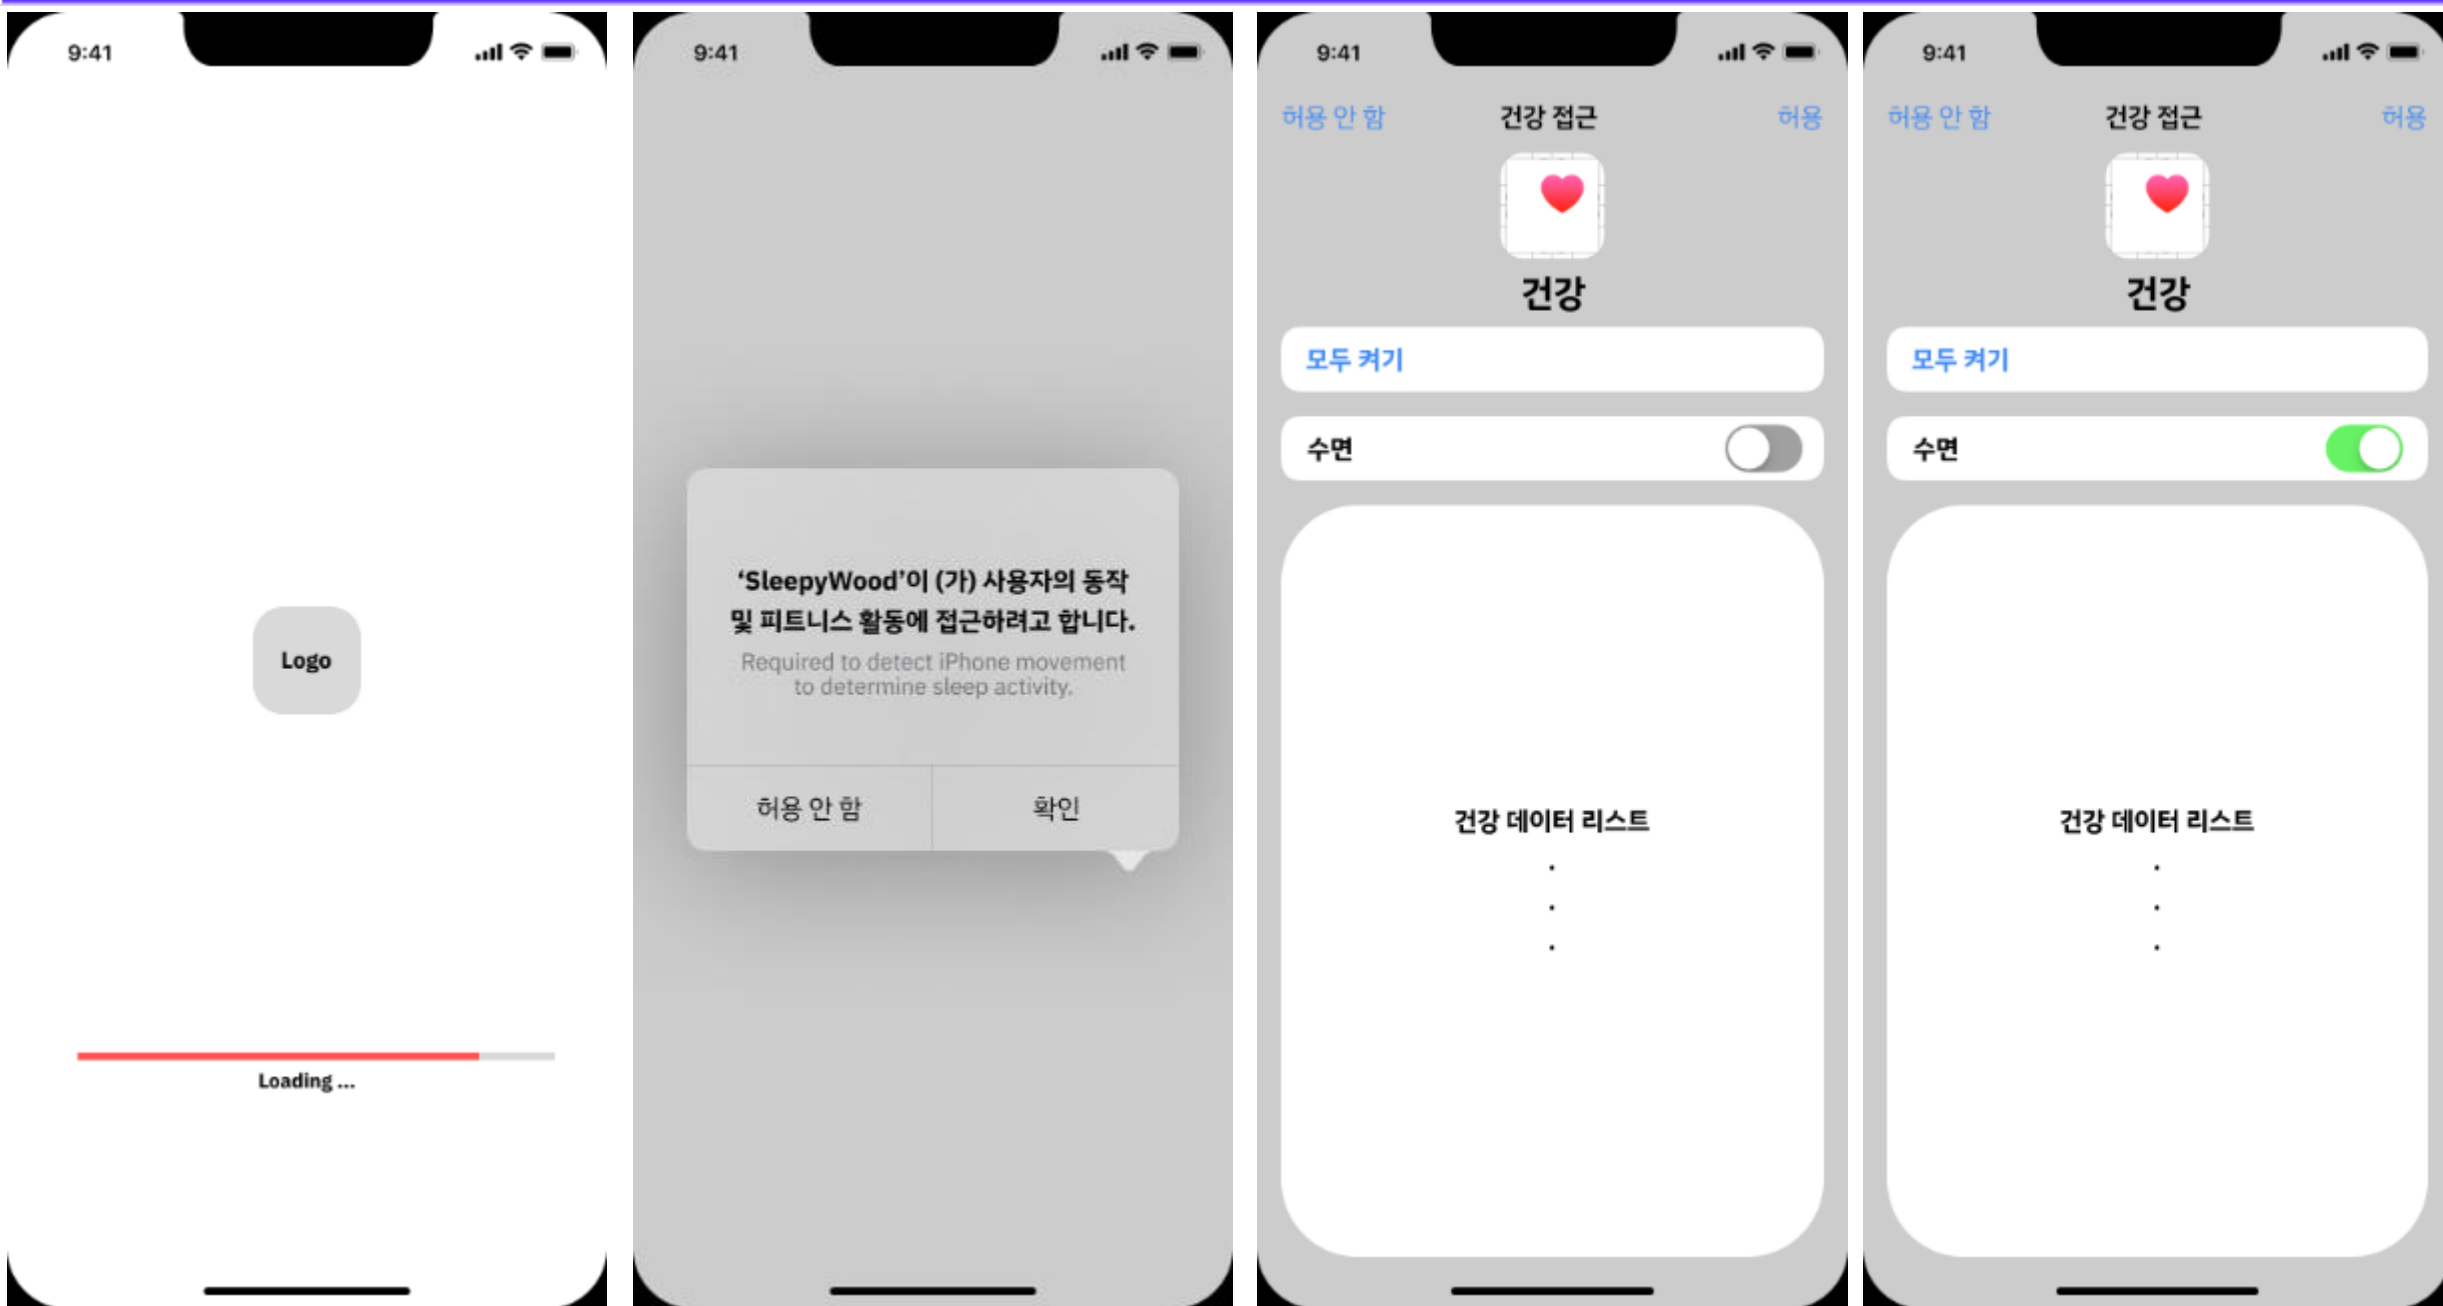 9:41
Logo
Loading ...
9:41
‘SleepyWood’이 (가) 사용자의 동작
및 피트니스 활동에 접근하려고 합니다.
Required to detect iPhone movement
to determine sleep activity.
허용 안 함
확인
9:41
허용 안 함
건강 접근
허용
건강
모두 켜기
수면
건강 데이터 리스트
.
.
.
9:41
허용 안 함
건강 접근
허용
건강
모두 켜기
수면
건강 데이터 리스트
.
.
.